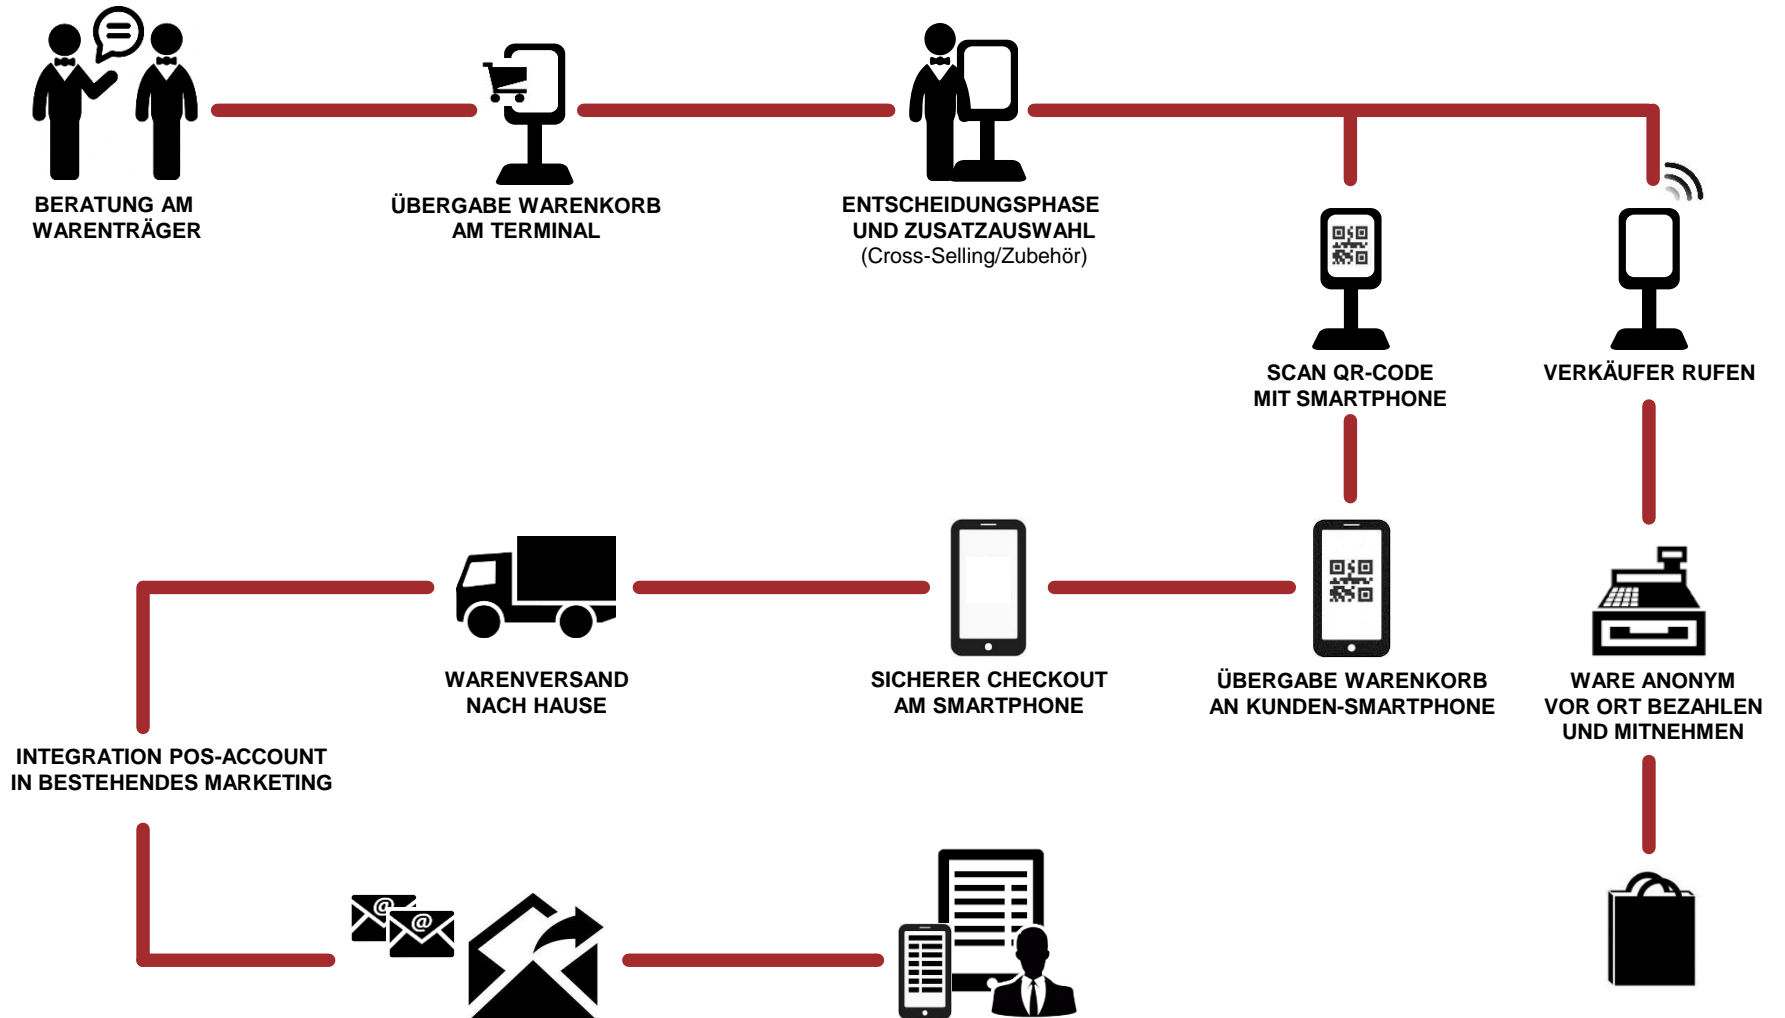 BERATUNG AM
WARENTRÄGER
ÜBERGABE WARENKORB
AM TERMINAL
ENTSCHEIDUNGSPHASE
UND ZUSATZAUSWAHL
(Cross-Selling/Zubehör)
SCAN QR-CODE
MIT SMARTPHONE
VERKÄUFER RUFEN
WARENVERSAND
NACH HAUSE
SICHERER CHECKOUT
AM SMARTPHONE
ÜBERGABE WARENKORB
AN KUNDEN-SMARTPHONE
WARE ANONYM
VOR ORT BEZAHLEN
UND MITNEHMEN
INTEGRATION POS-ACCOUNT
IN BESTEHENDES MARKETING
@
@